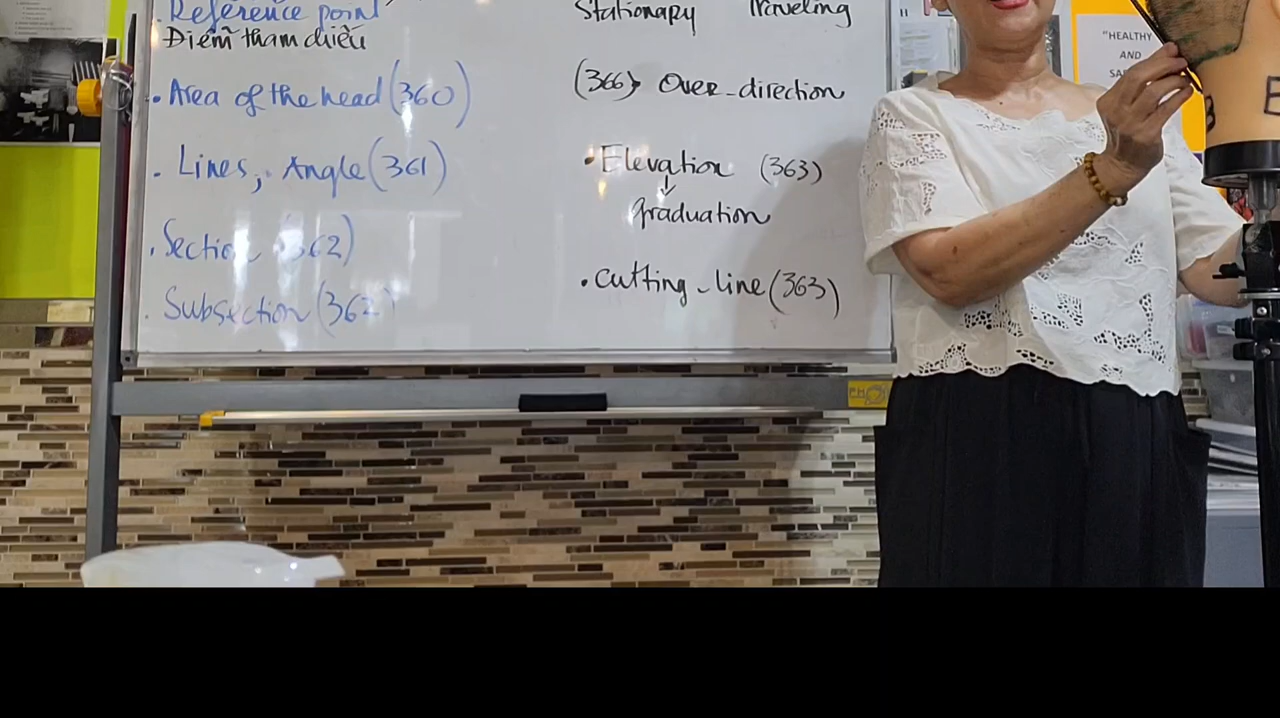 . Reference point
Điểm tham chiếu
. Area of the head (360)
. Lines, Angle (361)
. Section (362)
. Subsection (362)
Stationary Traveling
(366) Over-direction
• Elevation (363)
graduation
• Cutting-line (363)
"HEALTHY
AND